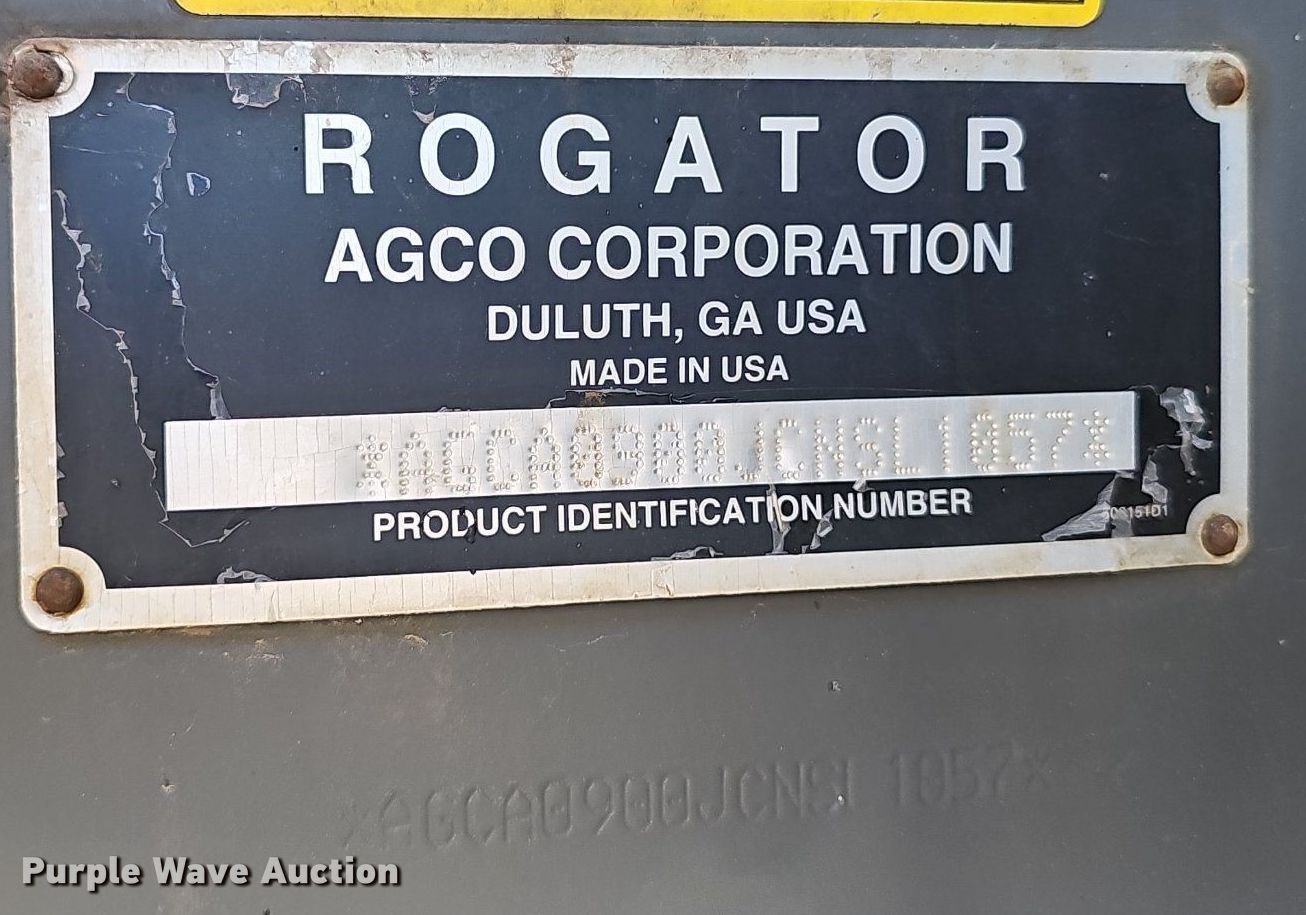 ROGATOR
AGCO CORPORATION
DULUTH, GA USA
MADE IN USA
*AGCA0900JCNSL1057*
PRODUCT IDENTIFICATION NUMBER
*AGCA0900JCNSL1057*
Purple Wave Auction